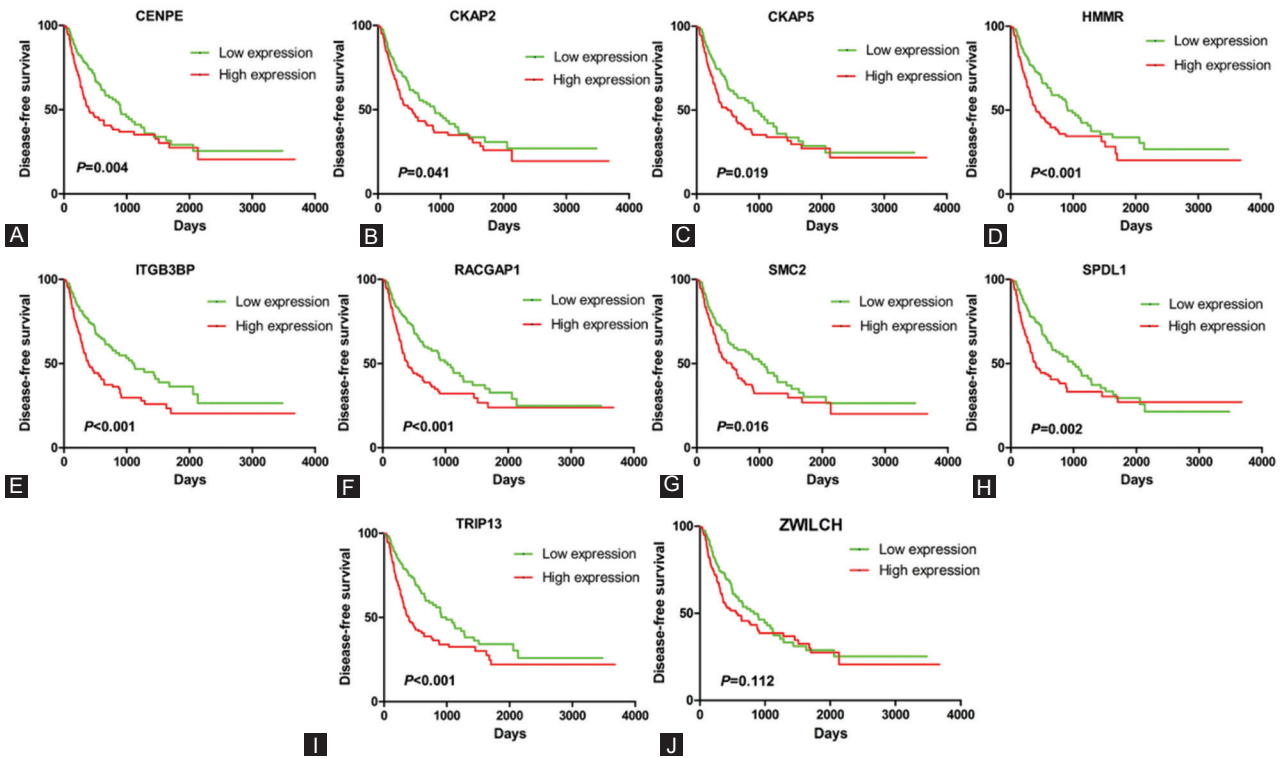 CENPE
Disease-free survival
100
50
0
Low expression
High expression
P=0.004
0 1000 2000 3000 4000
Days
A
CKAP2
Disease-free survival
100
50
0
Low expression
High expression
P=0.041
0 1000 2000 3000 4000
Days
B
CKAP5
Disease-free survival
100
50
0
Low expression
High expression
P=0.019
0 1000 2000 3000 4000
Days
C
HMMR
Disease-free survival
100
50
0
Low expression
High expression
P<0.001
0 1000 2000 3000 4000
Days
D
ITGB3BP
Disease-free survival
100
50
0
Low expression
High expression
P<0.001
0 1000 2000 3000 4000
Days
E
RACGAP1
Disease-free survival
100
50
0
Low expression
High expression
P<0.001
0 1000 2000 3000 4000
Days
F
SMC2
Disease-free survival
100
50
0
Low expression
High expression
P=0.016
0 1000 2000 3000 4000
Days
G
SPDL1
Disease-free survival
100
50
0
Low expression
High expression
P=0.002
0 1000 2000 3000 4000
Days
H
TRIP13
Disease-free survival
100
50
0
Low expression
High expression
P<0.001
0 1000 2000 3000 4000
Days
I
ZWILCH
Disease-free survival
100
50
0
Low expression
High expression
P=0.112
0 1000 2000 3000 4000
Days
J